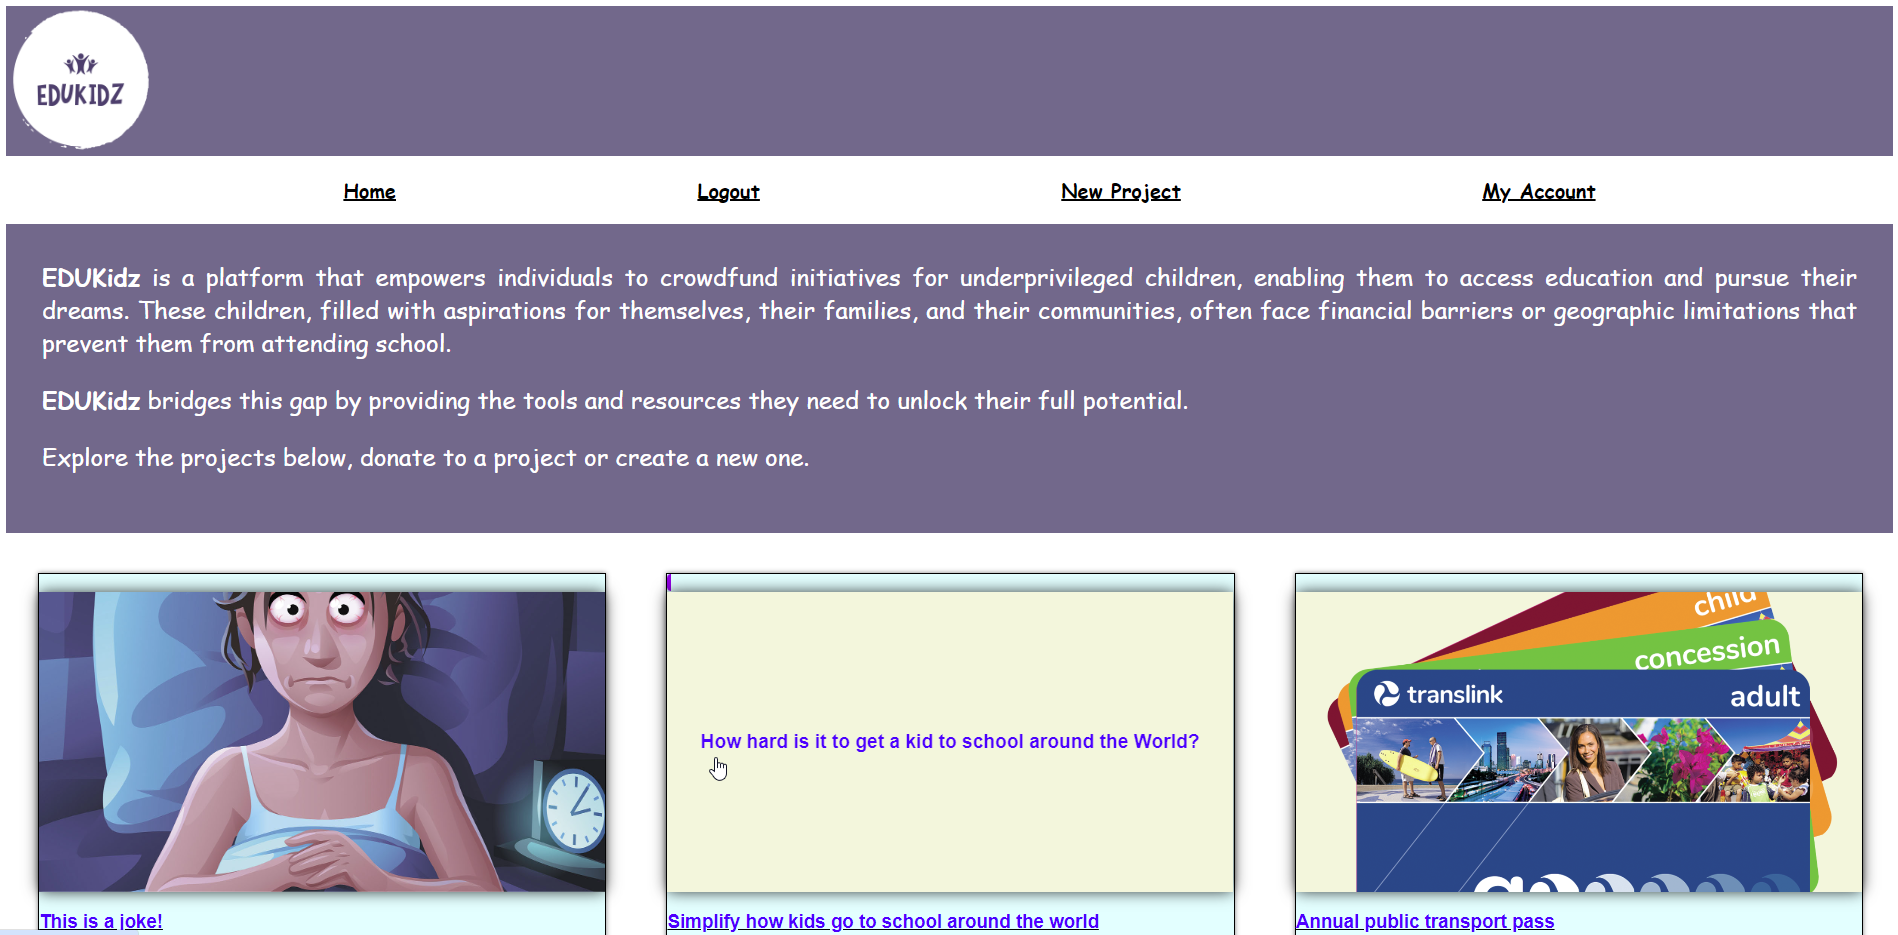 EDUKIDZ
Home Logout New Project My Account
EDUKidz is a platform that empowers individuals to crowdfund initiatives for underprivileged children, enabling them to access education and pursue their
dreams. These children, filled with aspirations for themselves, their families, and their communities, often face financial barriers or geographic limitations that
prevent them from attending school.
EDUKidz bridges this gap by providing the tools and resources they need to unlock their full potential.
Explore the projects below, donate to a project or create a new one.
How hard is it to get a kid to school around the World?
child
concession
translink adult
This is a joke!
Simplify how kids go to school around the world
Annual public transport pass